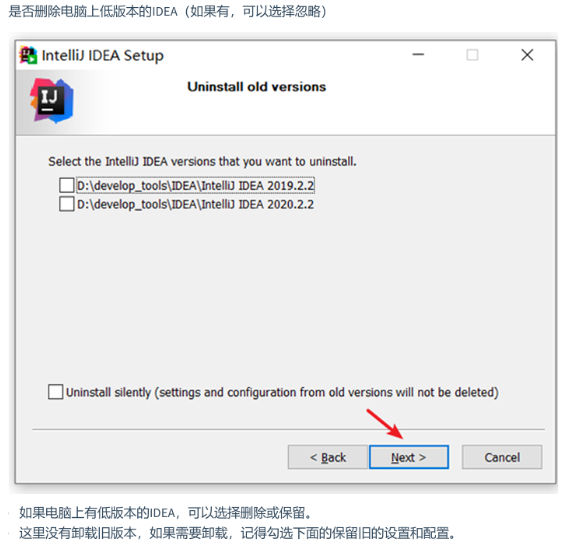 是否删除电脑上低版本的IDEA（如果有，可以选择忽略）
IntelliJ IDEA Setup
Uninstall old versions
IJ
Select the IntelliJ IDEA versions that you want to uninstall.
D:\develop_tools\IDEA\IntelliJ IDEA 2019.2.2
D:\develop_tools\IDEA\IntelliJ IDEA 2020.2.2
Uninstall silently (settings and configuration from old versions will not be deleted)
< Back Next > Cancel
如果电脑上有低版本的IDEA，可以选择删除或保留。
这里没有卸载旧版本，如果需要卸载，记得勾选下面的保留旧的设置和配置。